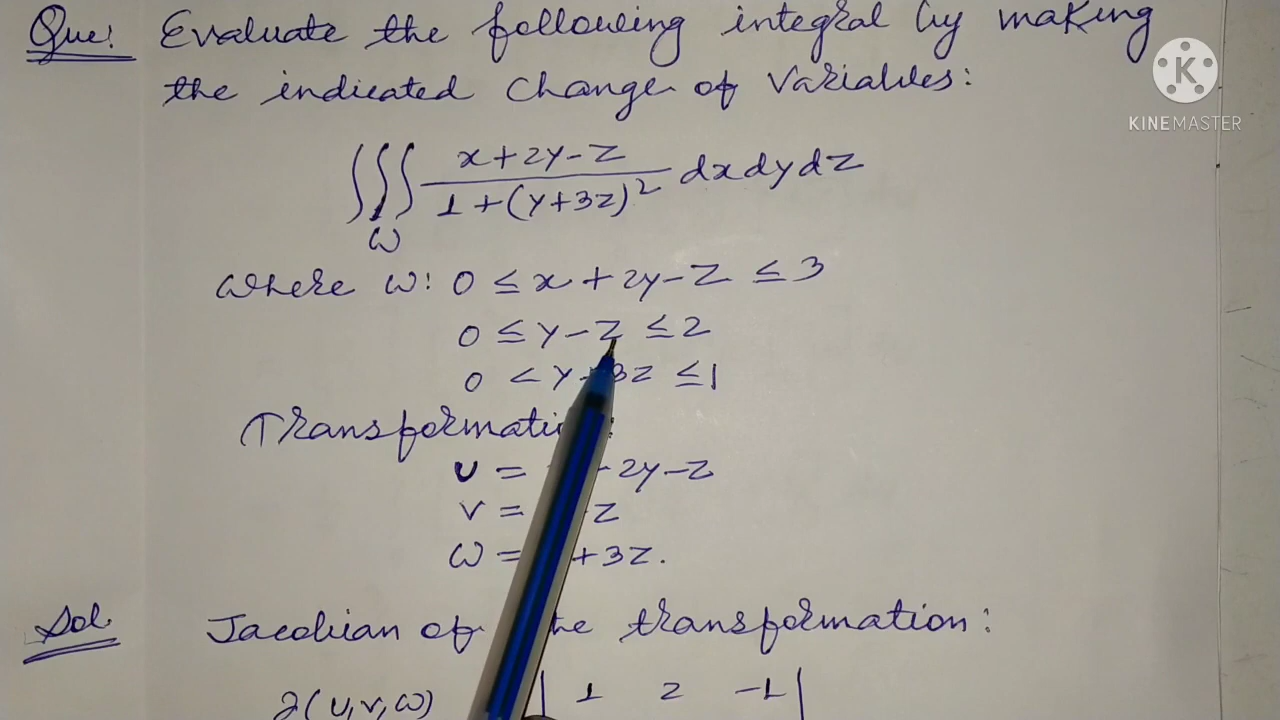 Que: Evaluate the following integral by making
the indicated change of variables:
K
KINEMASTER
∫∫∫ (x+2y-z)/(1+(y+3z)²) dxdydz
ω
where ω: 0 ≤ x+2y-z ≤ 3
0 ≤ y-z ≤ 2
0 < y 3z ≤ 1
u = 2y-z
v = z
ω = +3z.
Sol. Jacobian of the transformation:
∂(u,v,ω) | 1 2 -1 |